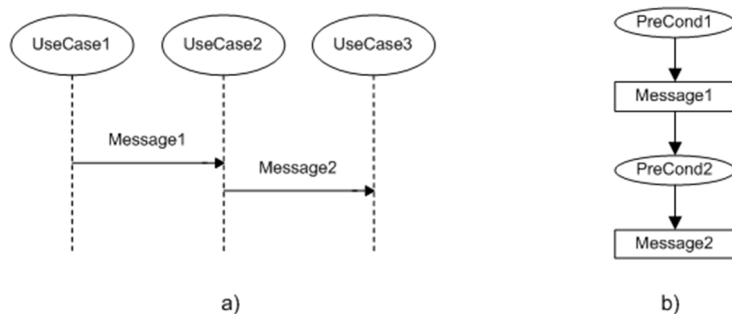 UseCase1
UseCase2
UseCase3
Message1
Message2
a)
PreCond1
Message1
PreCond2
Message2
b)